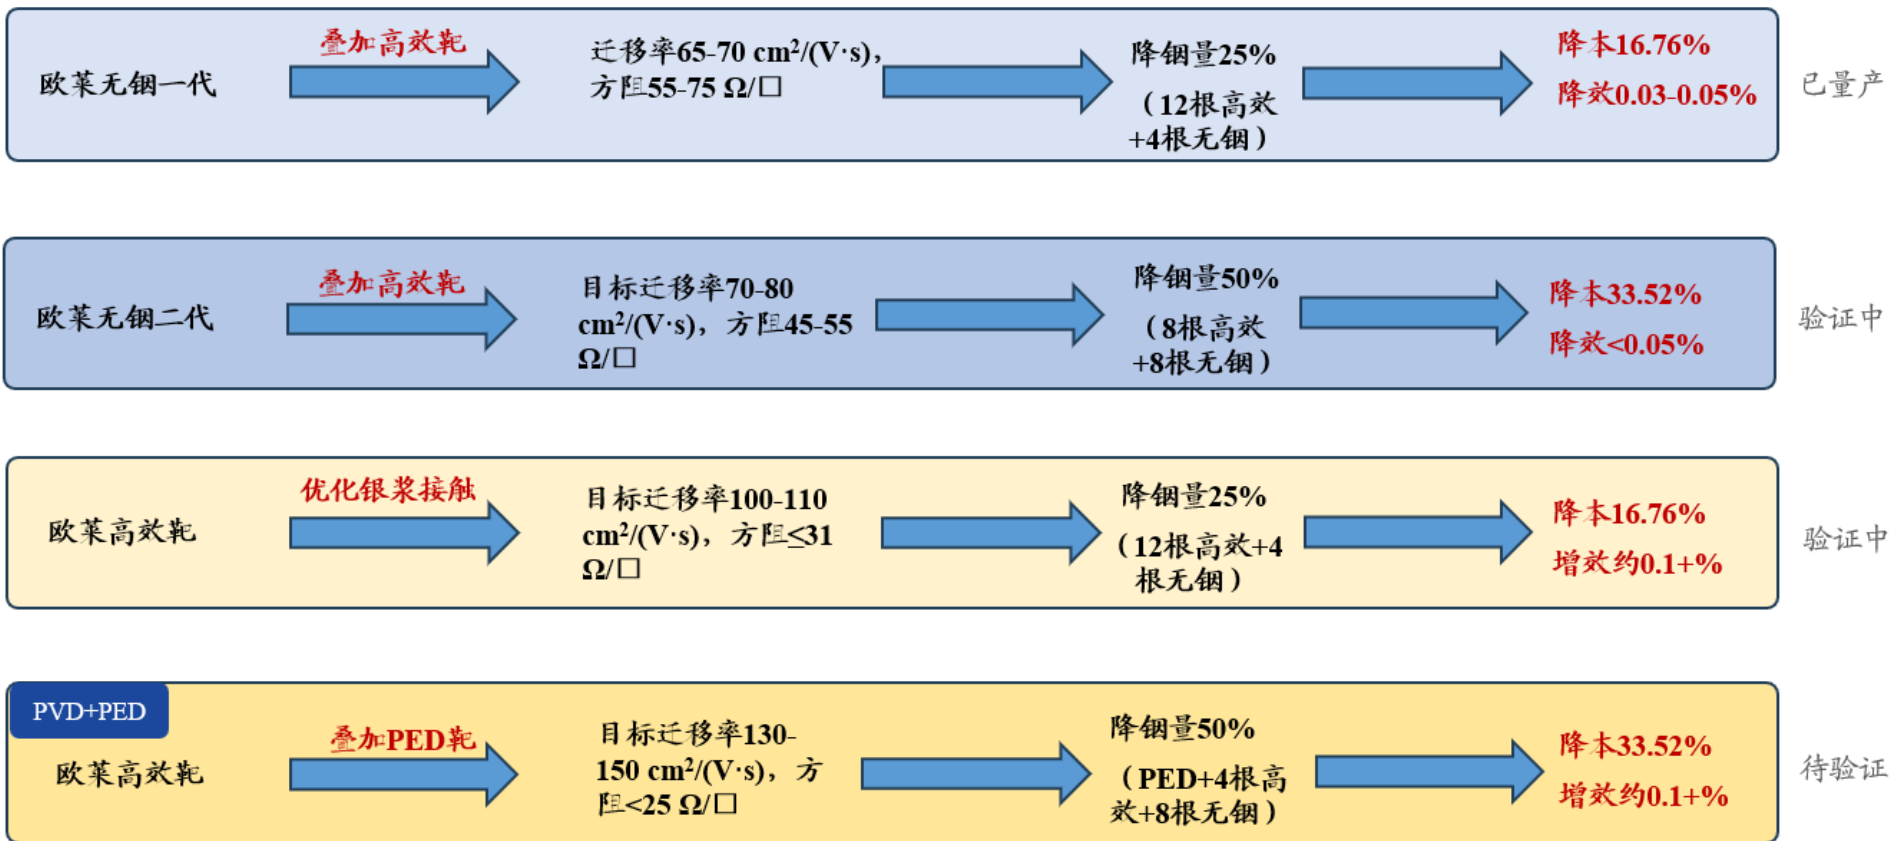 欧莱无铟一代
叠加高效靶
迁移率65-70 cm²/(V·s),
方阻55-75 Ω/□
降铟量25%
（12根高效
+4根无铟）
降本16.76%
降效0.03-0.05%
已量产
欧莱无铟二代
叠加高效靶
目标迁移率70-80
cm²/(V·s)，方阻45-55
Ω/□
降铟量50%
（8根高效
+8根无铟）
降本33.52%
降效<0.05%
验证中
欧莱高效靶
优化银浆接触
目标迁移率100-110
cm²/(V·s)，方阻≤31
Ω/□
降铟量25%
（12根高效+4
根无铟）
降本16.76%
增效约0.1+%
验证中
PVD+PED
欧莱高效靶
叠加PED靶
目标迁移率130-
150 cm²/(V·s)，方
阻<25 Ω/□
降铟量50%
（PED+4根高
效+8根无铟）
降本33.52%
增效约0.1+%
待验证